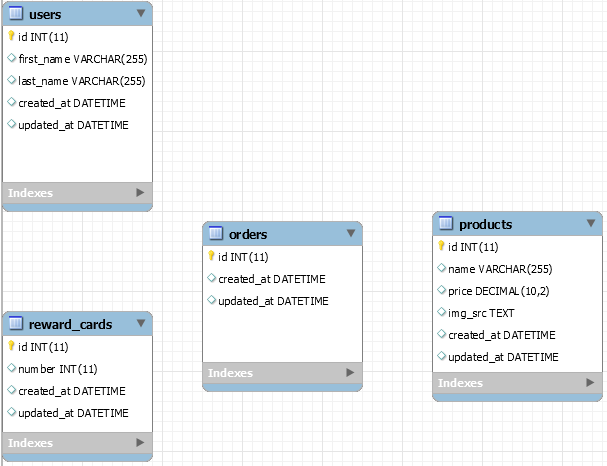 users
id INT(11)
first_name VARCHAR(255)
last_name VARCHAR(255)
created_at DATETIME
updated_at DATETIME
Indexes
orders
id INT(11)
created_at DATETIME
updated_at DATETIME
Indexes
products
id INT(11)
name VARCHAR(255)
price DECIMAL(10,2)
img_src TEXT
created_at DATETIME
updated_at DATETIME
Indexes
reward_cards
id INT(11)
number INT(11)
created_at DATETIME
updated_at DATETIME
Indexes